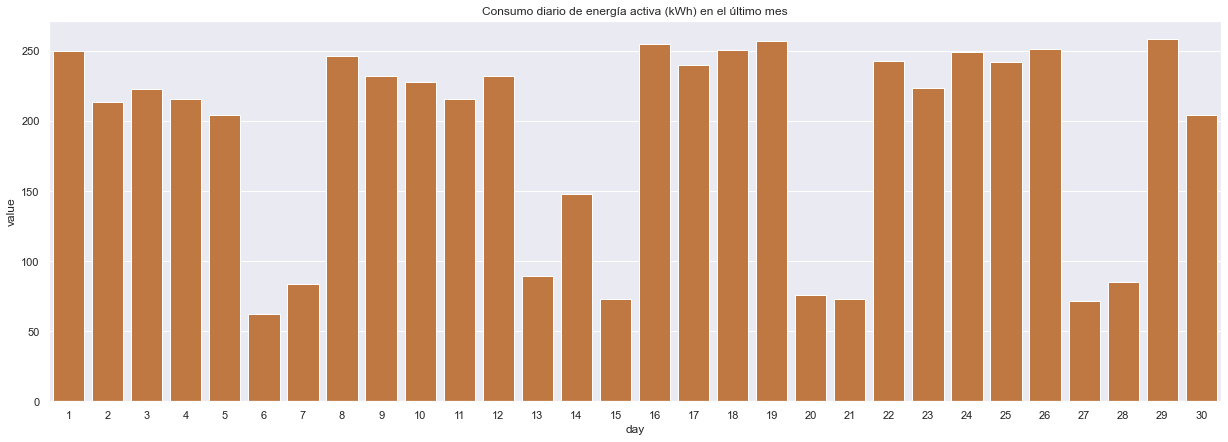 Consumo diario de energía activa (kWh) en el último mes
value
250
200
150
100
50
0
1 2 3 4 5 6 7 8 9 10 11 12 13 14 15 16 17 18 19 20 21 22 23 24 25 26 27 28 29 30
day